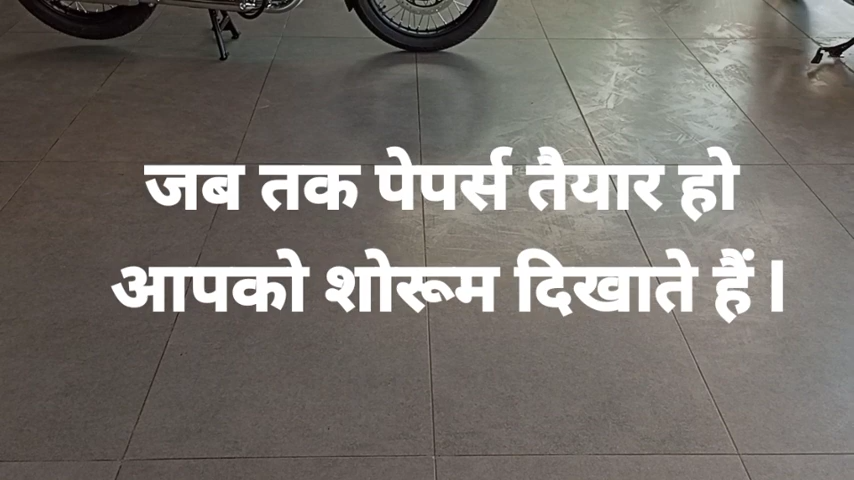 जब तक पेपर्स तैयार हो
आपको शोरूम दिखाते हैं।